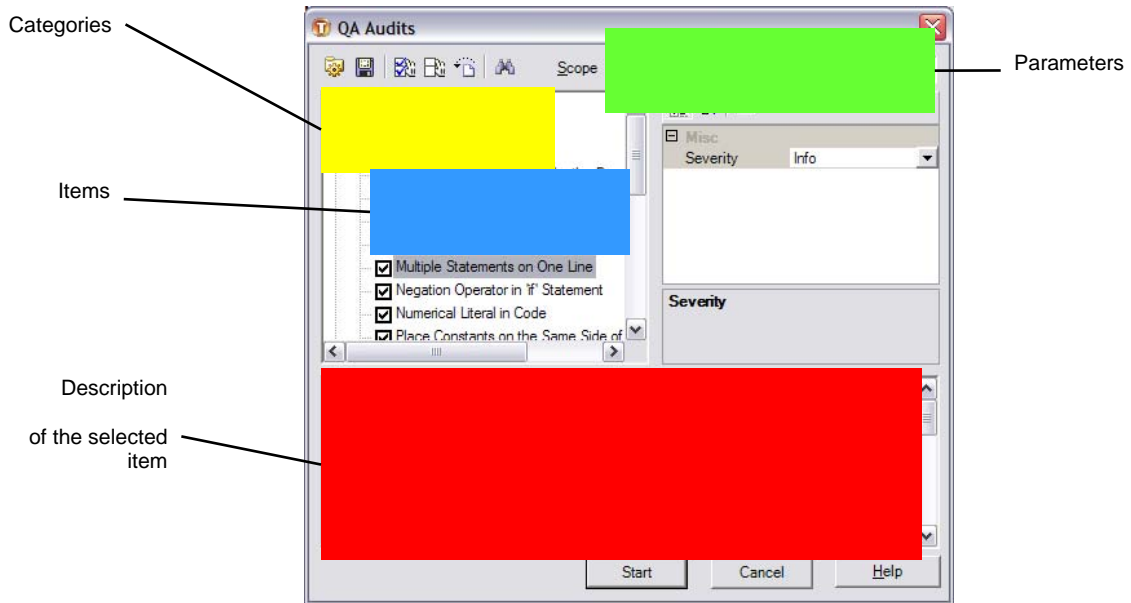 Categories
QA Audits
Scope
Parameters
Misc
Severity Info
Items
Multiple Statements on One Line
Negation Operator in 'if' Statement
Numerical Literal in Code
Place Constants on the Same Side of
Severity
Description
of the selected
item
Start Cancel Help